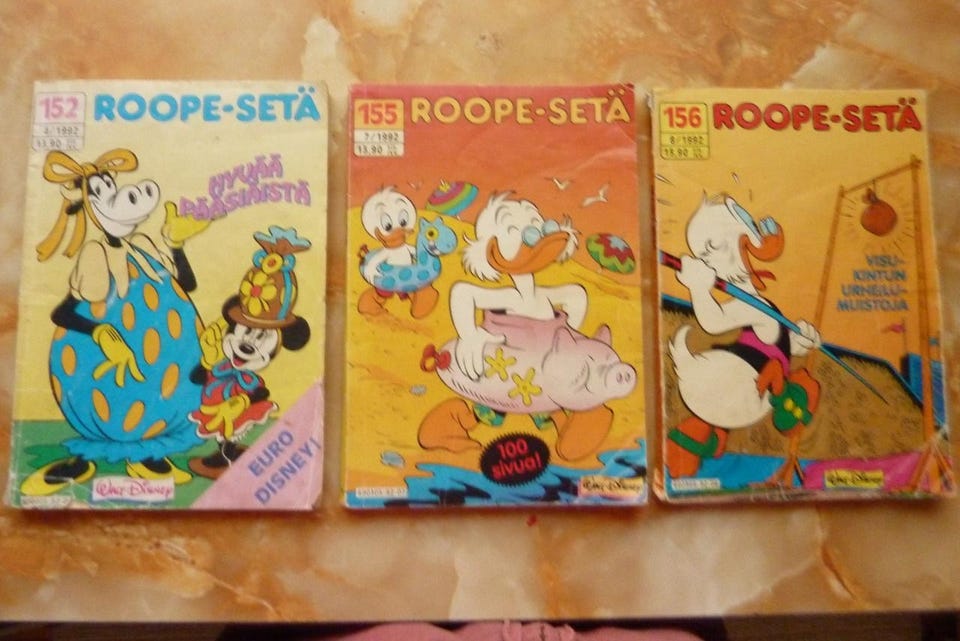 152 ROOPE-SETÄ
4/1992
13,90
HYVÄÄ
PÄÄSIÄISTÄ
EURO
DISNEY!
Walt Disney
155 ROOPE-SETÄ
7/1992
13,90
100
sivua!
Walt Disney
156 ROOPE-SETÄ
8/1992
13,90
VISU-
KINTUN
URHEILU-
MUISTOJA
Walt Disney